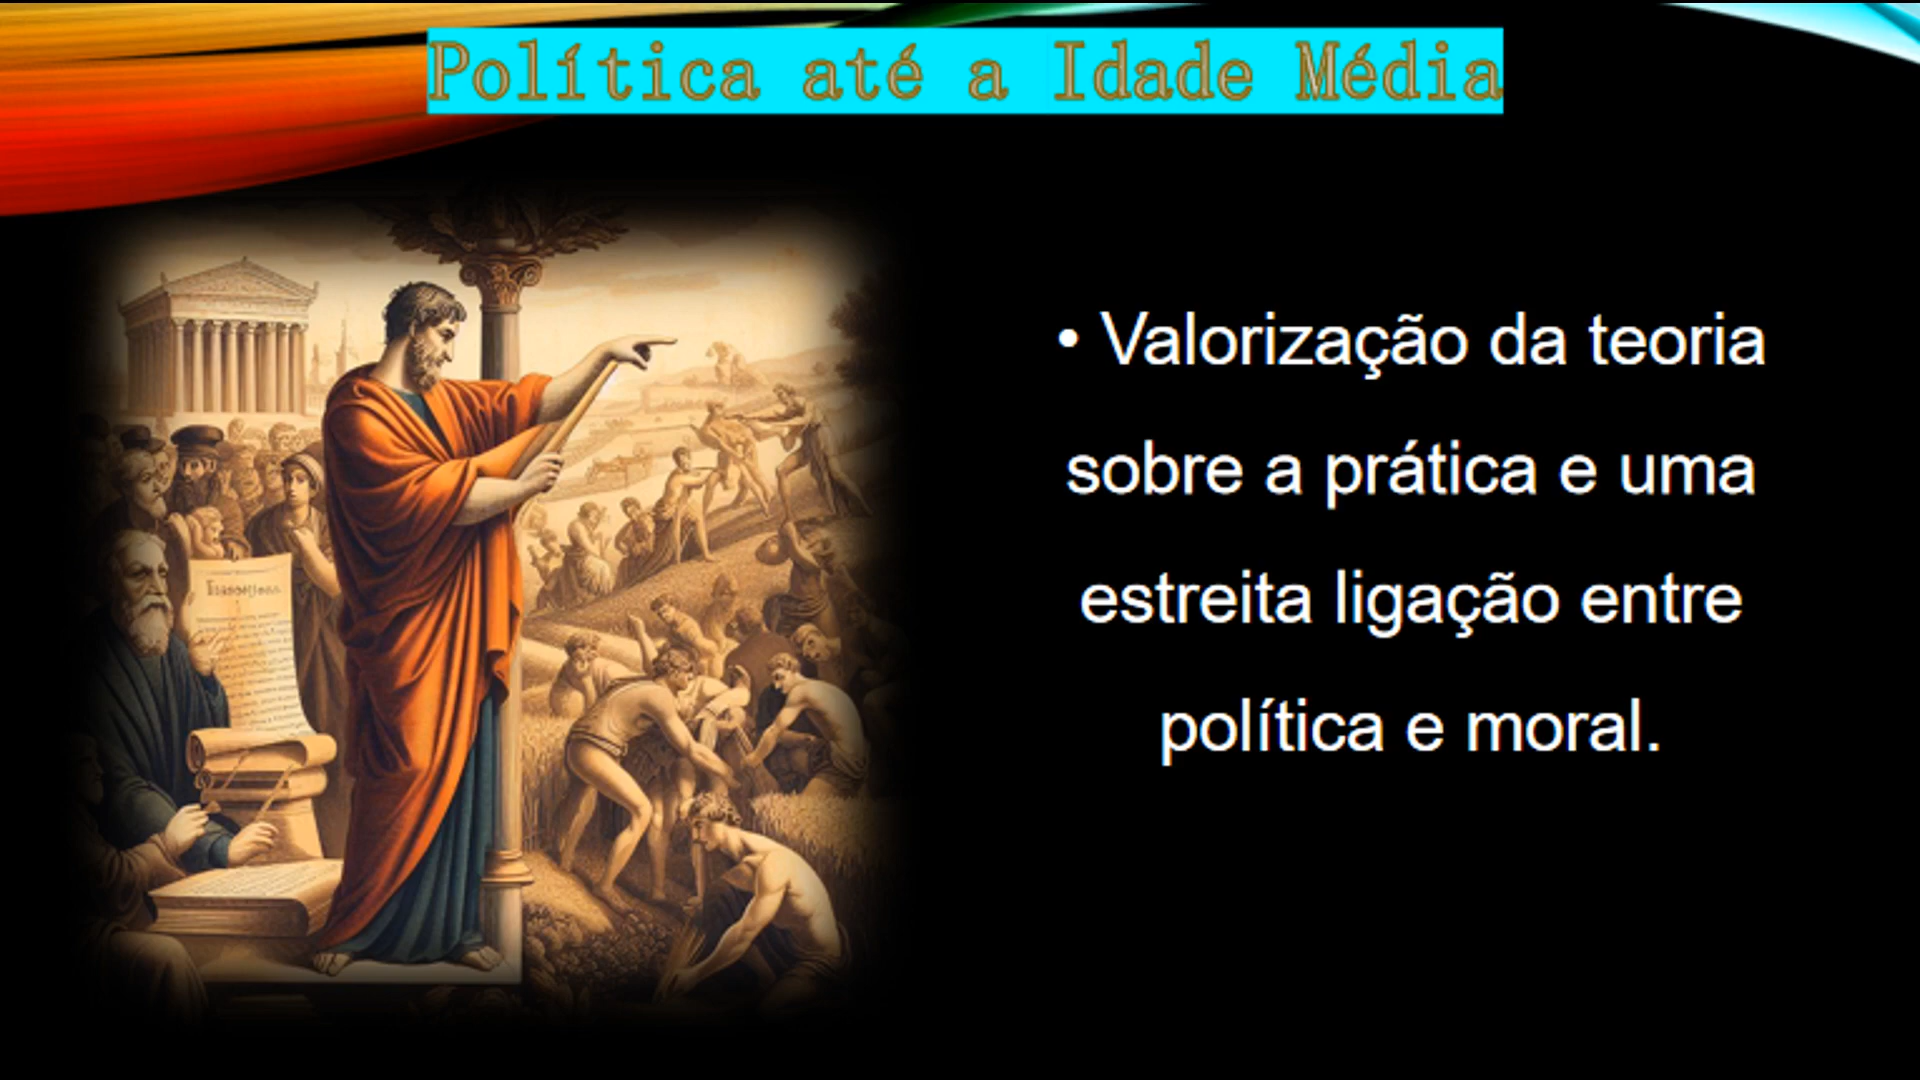 Política até a Idade Média
• Valorização da teoria
sobre a prática e uma
estreita ligação entre
política e moral.